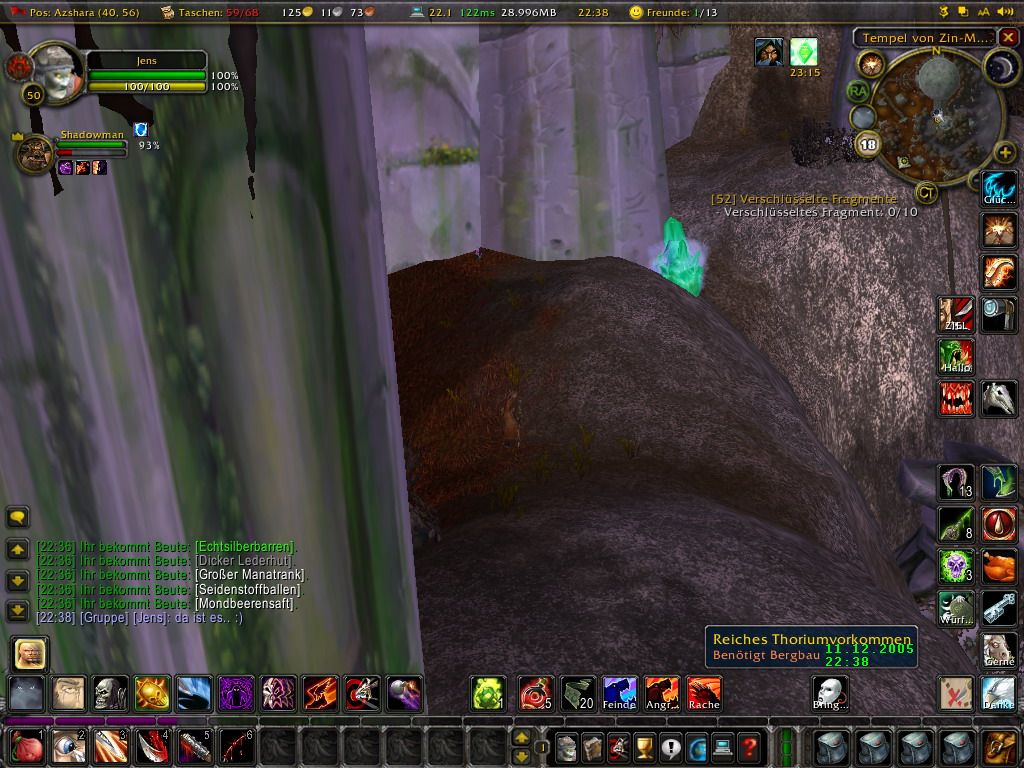 Pos: Azshara (40, 56) Taschen: 59/68 125 11 73 22.1 122ms 28.996MB 22:38 Freunde: 1/13
Tempel von Zin-M....
Jens
100%
100/100 100%
50
Shadowman
93%
23:15
RA
18
CT
[52] Verschlüsselte Fragmente
- Verschlüsseltes Fragment: 0/10
Glüc...
ZIEL
Hallo
13
8
3
Würf...
Gerne
[22:36] Ihr bekommt Beute: [Echtsilberbarren].
[22:36] Ihr bekommt Beute: [Dicker Lederhut].
[22:36] Ihr bekommt Beute: [Großer Manatrank].
[22:36] Ihr bekommt Beute: [Seidenstoffballen].
[22:36] Ihr bekommt Beute: [Mondbeerensaft].
[22:38] [Gruppe] [Jens]: da ist es.. :)
Reiches Thoriumvorkommen
Benötigt Bergbau
11.12.2005
22:38
1 5 20 Feinde Angr... Rache Bring... Danke
1 2 3 4 5 6
1